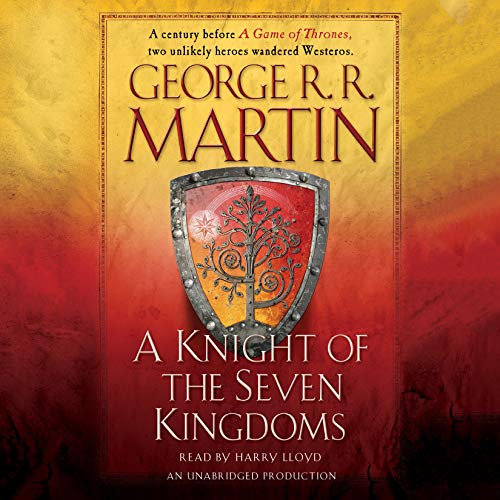 A century before A Game of Thrones,
two unlikely heroes wandered Westeros.
GEORGE R. R.
MARTIN
A KNIGHT OF
THE SEVEN
KINGDOMS
READ BY HARRY LLOYD
AN UNABRIDGED PRODUCTION